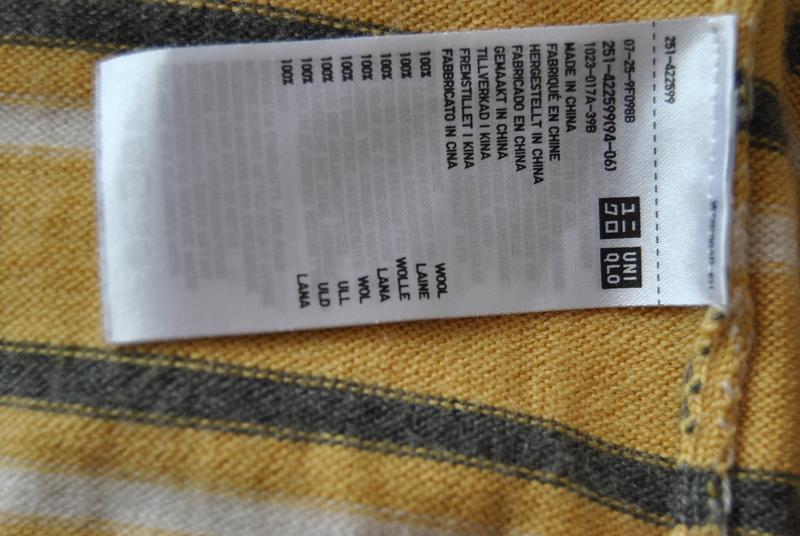 251-422599
07-25-9F098B
251-422599(94-06)
1023-017A-39B
UNI
QLO
MADE IN CHINA
FABRIQUÉ EN CHINE
HERGESTELLT IN CHINA
FABRICADO EN CHINA
GEMAAKT IN CHINA
TILLVERKAD I KINA
FREMSTILLET I KINA
FABBRICATO IN CINA
100% WOOL
100% LAINE
100% WOLLE
100% LANA
100% WOL
100% ULL
100% ULD
100% LANA
ユニ
クロ